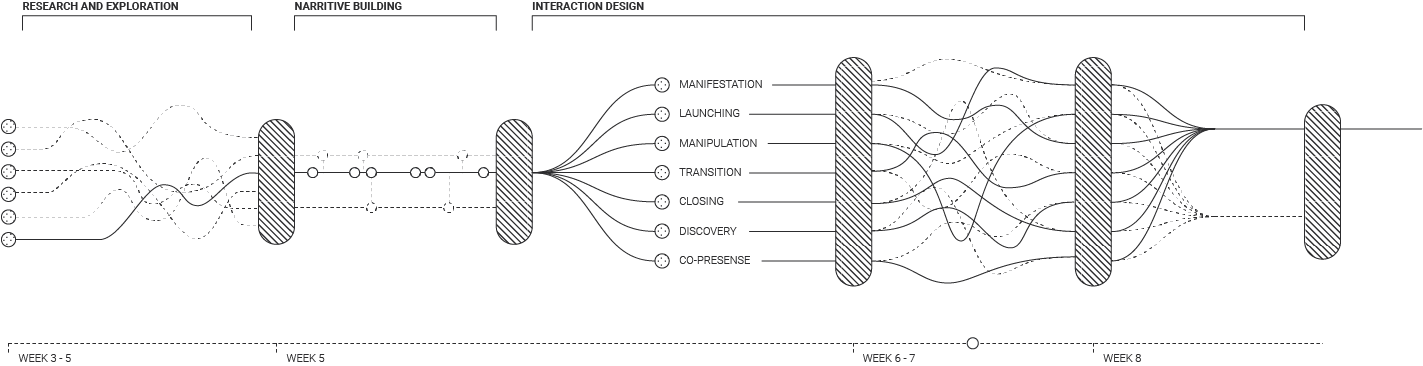 RESEARCH AND EXPLORATION
NARRITIVE BUILDING
INTERACTION DESIGN
MANIFESTATION
LAUNCHING
MANIPULATION
TRANSITION
CLOSING
DISCOVERY
CO-PRESENSE
WEEK 3 - 5
WEEK 5
WEEK 6 - 7
WEEK 8